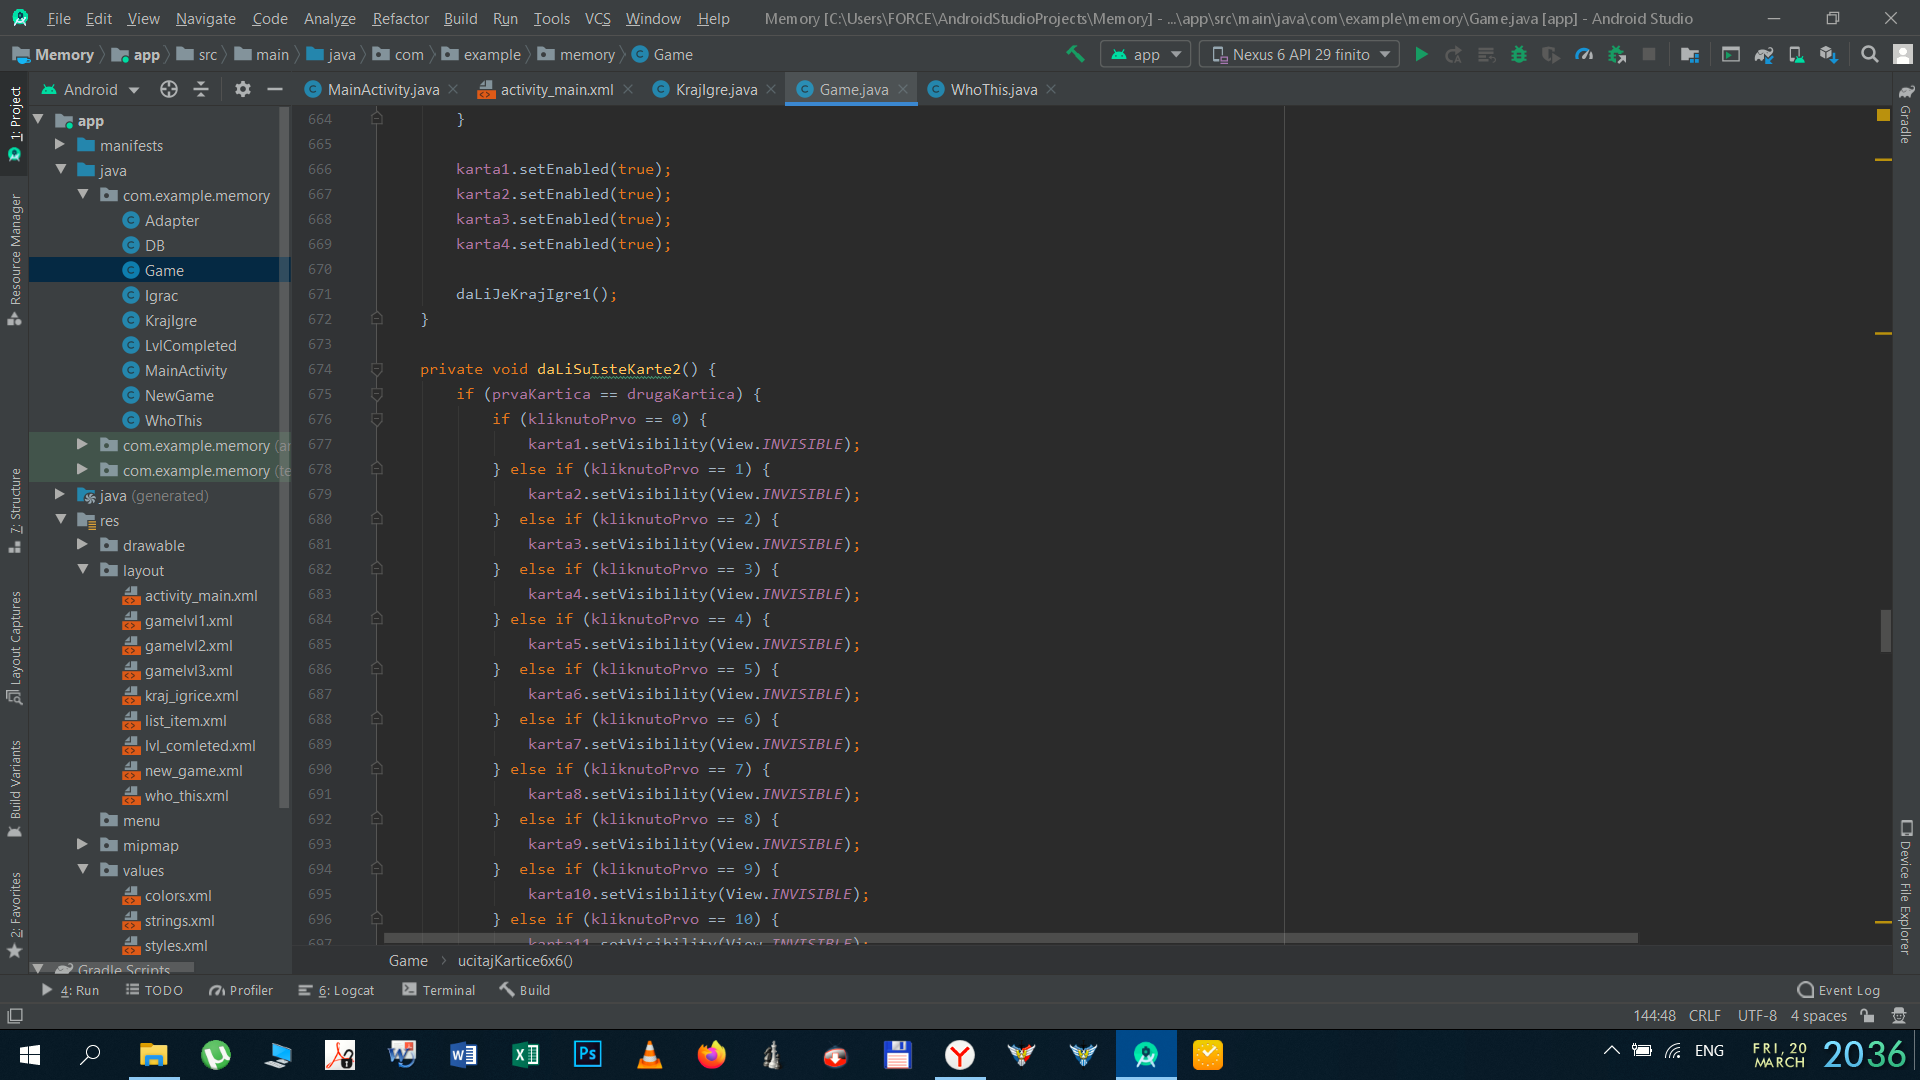 File Edit View Navigate Code Analyze Refactor Build Run Tools VCS Window Help Memory [C:\Users\FORCE\AndroidStudioProjects\Memory] - ...\app\src\main\java\com\example\memory\Game.java [app] - Android Studio
Memory app src main java com example memory Game app Nexus 6 API 29 finito
Android MainActivity.java activity_main.xml KrajIgre.java Game.java WhoThis.java
1: Project
Resource Manager
7: Structure
Layout Captures
Build Variants
2: Favorites
app
manifests
java
com.example.memory
Adapter
DB
Game
Igrac
KrajIgre
LvlCompleted
MainActivity
NewGame
WhoThis
com.example.memory (an
com.example.memory (te
java (generated)
res
drawable
layout
activity_main.xml
gamelvl1.xml
gamelvl2.xml
gamelvl3.xml
kraj_igrice.xml
list_item.xml
lvl_comleted.xml
new_game.xml
who_this.xml
menu
mipmap
values
colors.xml
strings.xml
styles.xml
Gradle Scripts
664 }
665
666 karta1.setEnabled(true);
667 karta2.setEnabled(true);
668 karta3.setEnabled(true);
669 karta4.setEnabled(true);
670
671 daLiJeKrajIgre1();
672 }
673
674 private void daLiSuIsteKarte2() {
675 if (prvaKartica == drugaKartica) {
676 if (kliknutoPrvo == 0) {
677 karta1.setVisibility(View.INVISIBLE);
678 } else if (kliknutoPrvo == 1) {
679 karta2.setVisibility(View.INVISIBLE);
680 } else if (kliknutoPrvo == 2) {
681 karta3.setVisibility(View.INVISIBLE);
682 } else if (kliknutoPrvo == 3) {
683 karta4.setVisibility(View.INVISIBLE);
684 } else if (kliknutoPrvo == 4) {
685 karta5.setVisibility(View.INVISIBLE);
686 } else if (kliknutoPrvo == 5) {
687 karta6.setVisibility(View.INVISIBLE);
688 } else if (kliknutoPrvo == 6) {
689 karta7.setVisibility(View.INVISIBLE);
690 } else if (kliknutoPrvo == 7) {
691 karta8.setVisibility(View.INVISIBLE);
692 } else if (kliknutoPrvo == 8) {
693 karta9.setVisibility(View.INVISIBLE);
694 } else if (kliknutoPrvo == 9) {
695 karta10.setVisibility(View.INVISIBLE);
696 } else if (kliknutoPrvo == 10) {
697 karta11.setVisibility(View.INVISIBLE);
Gradle
Device File Explorer
Game ucitajKartice6x6()
4: Run TODO Profiler 6: Logcat Terminal Build Event Log
144:48 CRLF UTF-8 4 spaces
ENG FRI, 20 MARCH 2036